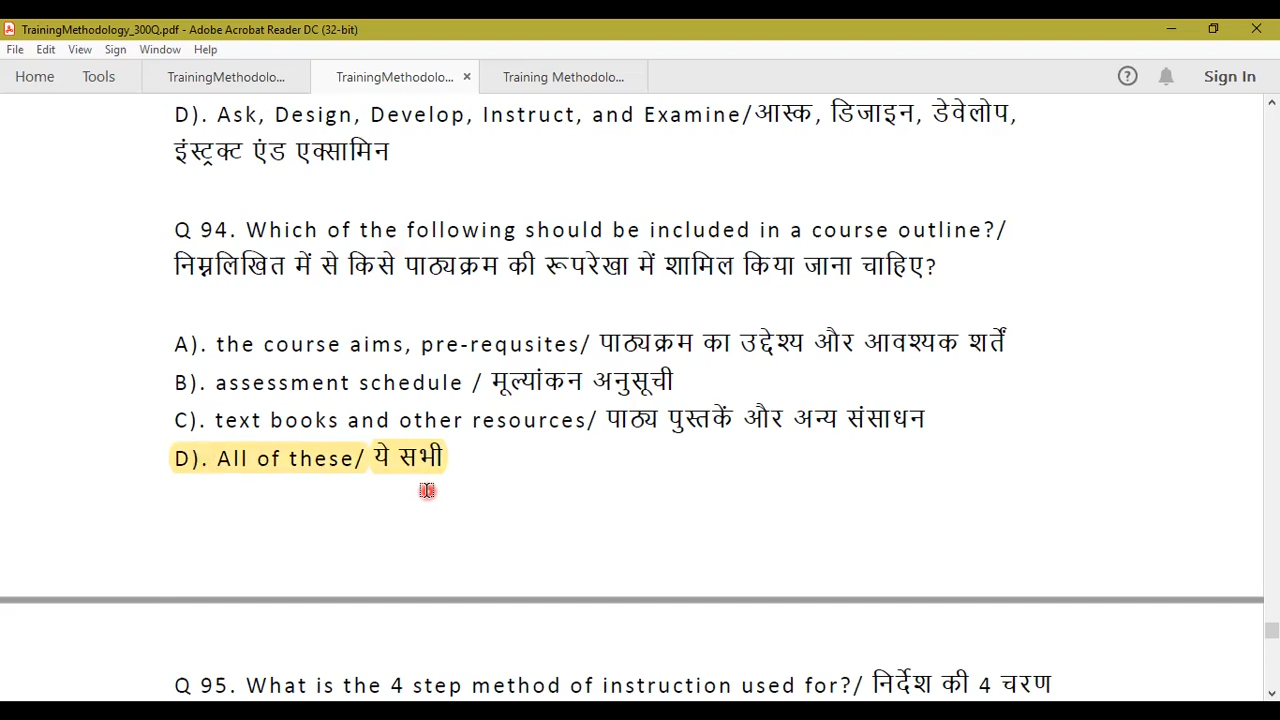 TrainingMethodology_300Q.pdf - Adobe Acrobat Reader DC (32-bit)
File Edit View Sign Window Help
Home Tools TrainingMethodolo... TrainingMethodolo... × Training Methodolo... Sign In
D). Ask, Design, Develop, Instruct, and Examine/आस्क, डिजाइन, डेवेलोप,
इंस्ट्रक्ट एंड एक्सामिन
Q 94. Which of the following should be included in a course outline?/
निम्नलिखित में से किसे पाठ्यक्रम की रूपरेखा में शामिल किया जाना चाहिए?
A). the course aims, pre-requsites/ पाठ्यक्रम का उद्देश्य और आवश्यक शर्तें
B). assessment schedule / मूल्यांकन अनुसूची
C). text books and other resources/ पाठ्य पुस्तकें और अन्य संसाधन
D). All of these/ ये सभी
Q 95. What is the 4 step method of instruction used for?/ निर्देश की 4 चरण